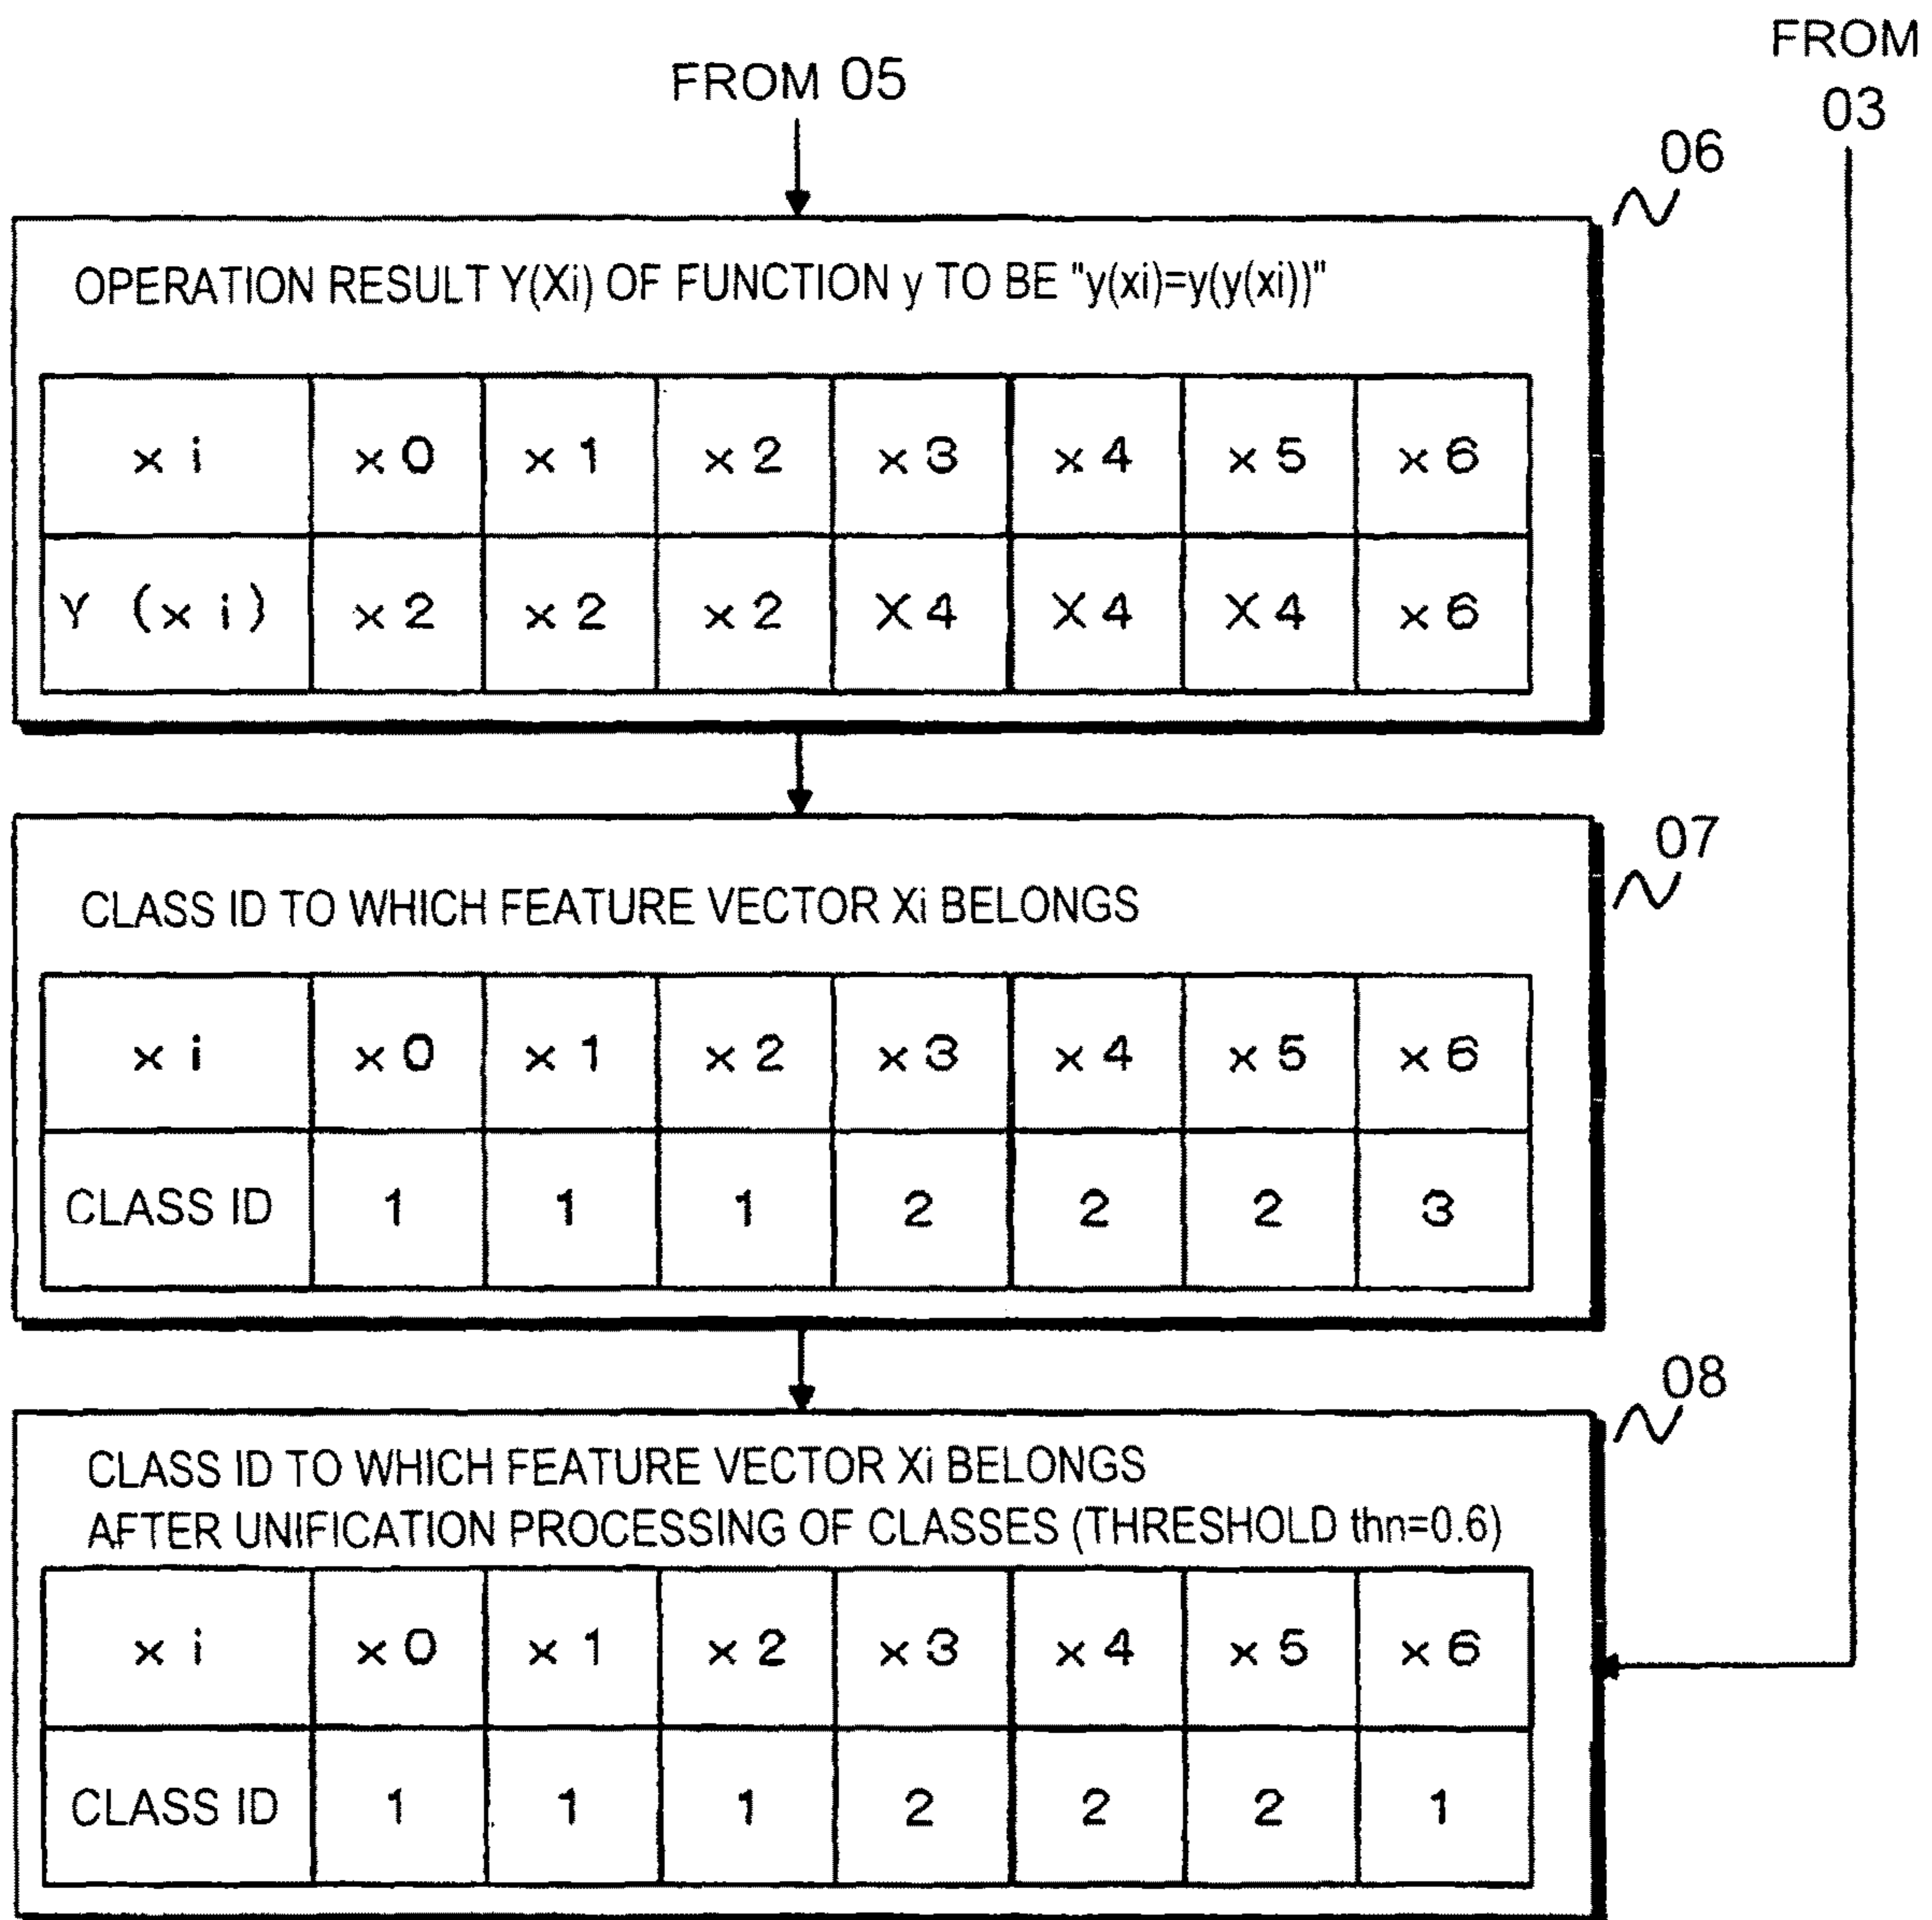 FROM 05
FROM
03
06
OPERATION RESULT Y(Xi) OF FUNCTION y TO BE "y(xi)=y(y(xi))"
x i x 0 x 1 x 2 x 3 x 4 x 5 x 6
Y (x i) x 2 x 2 x 2 X 4 X 4 X 4 x 6
07
CLASS ID TO WHICH FEATURE VECTOR Xi BELONGS
x i x 0 x 1 x 2 x 3 x 4 x 5 x 6
CLASS ID 1 1 1 2 2 2 3
08
CLASS ID TO WHICH FEATURE VECTOR Xi BELONGS
AFTER UNIFICATION PROCESSING OF CLASSES (THRESHOLD thn=0.6)
x i x 0 x 1 x 2 x 3 x 4 x 5 x 6
CLASS ID 1 1 1 2 2 2 1